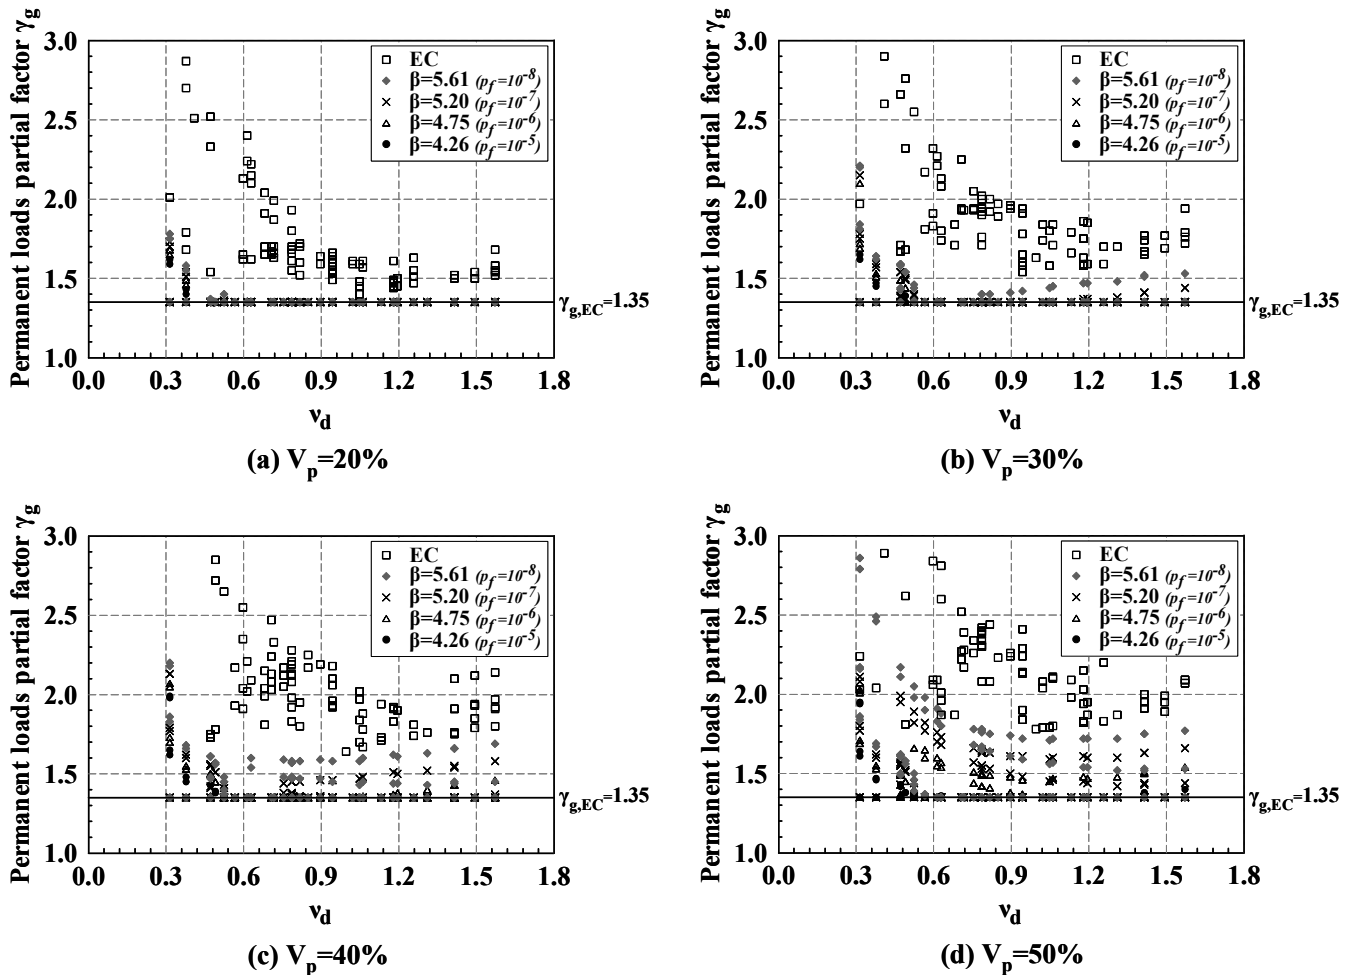 Permanent loads partial factor γg
3.0
2.5
2.0
1.5
1.0
0.0 0.3 0.6 0.9 1.2 1.5 1.8
νd
EC
β=5.61 (pf=10-8)
β=5.20 (pf=10-7)
β=4.75 (pf=10-6)
β=4.26 (pf=10-5)
γg,EC=1.35
(a) Vp=20%
Permanent loads partial factor γg
3.0
2.5
2.0
1.5
1.0
0.0 0.3 0.6 0.9 1.2 1.5 1.8
νd
EC
β=5.61 (pf=10-8)
β=5.20 (pf=10-7)
β=4.75 (pf=10-6)
β=4.26 (pf=10-5)
γg,EC=1.35
(b) Vp=30%
Permanent loads partial factor γg
3.0
2.5
2.0
1.5
1.0
0.0 0.3 0.6 0.9 1.2 1.5 1.8
νd
EC
β=5.61 (pf=10-8)
β=5.20 (pf=10-7)
β=4.75 (pf=10-6)
β=4.26 (pf=10-5)
γg,EC=1.35
(c) Vp=40%
Permanent loads partial factor γg
3.0
2.5
2.0
1.5
1.0
0.0 0.3 0.6 0.9 1.2 1.5 1.8
νd
EC
β=5.61 (pf=10-8)
β=5.20 (pf=10-7)
β=4.75 (pf=10-6)
β=4.26 (pf=10-5)
γg,EC=1.35
(d) Vp=50%